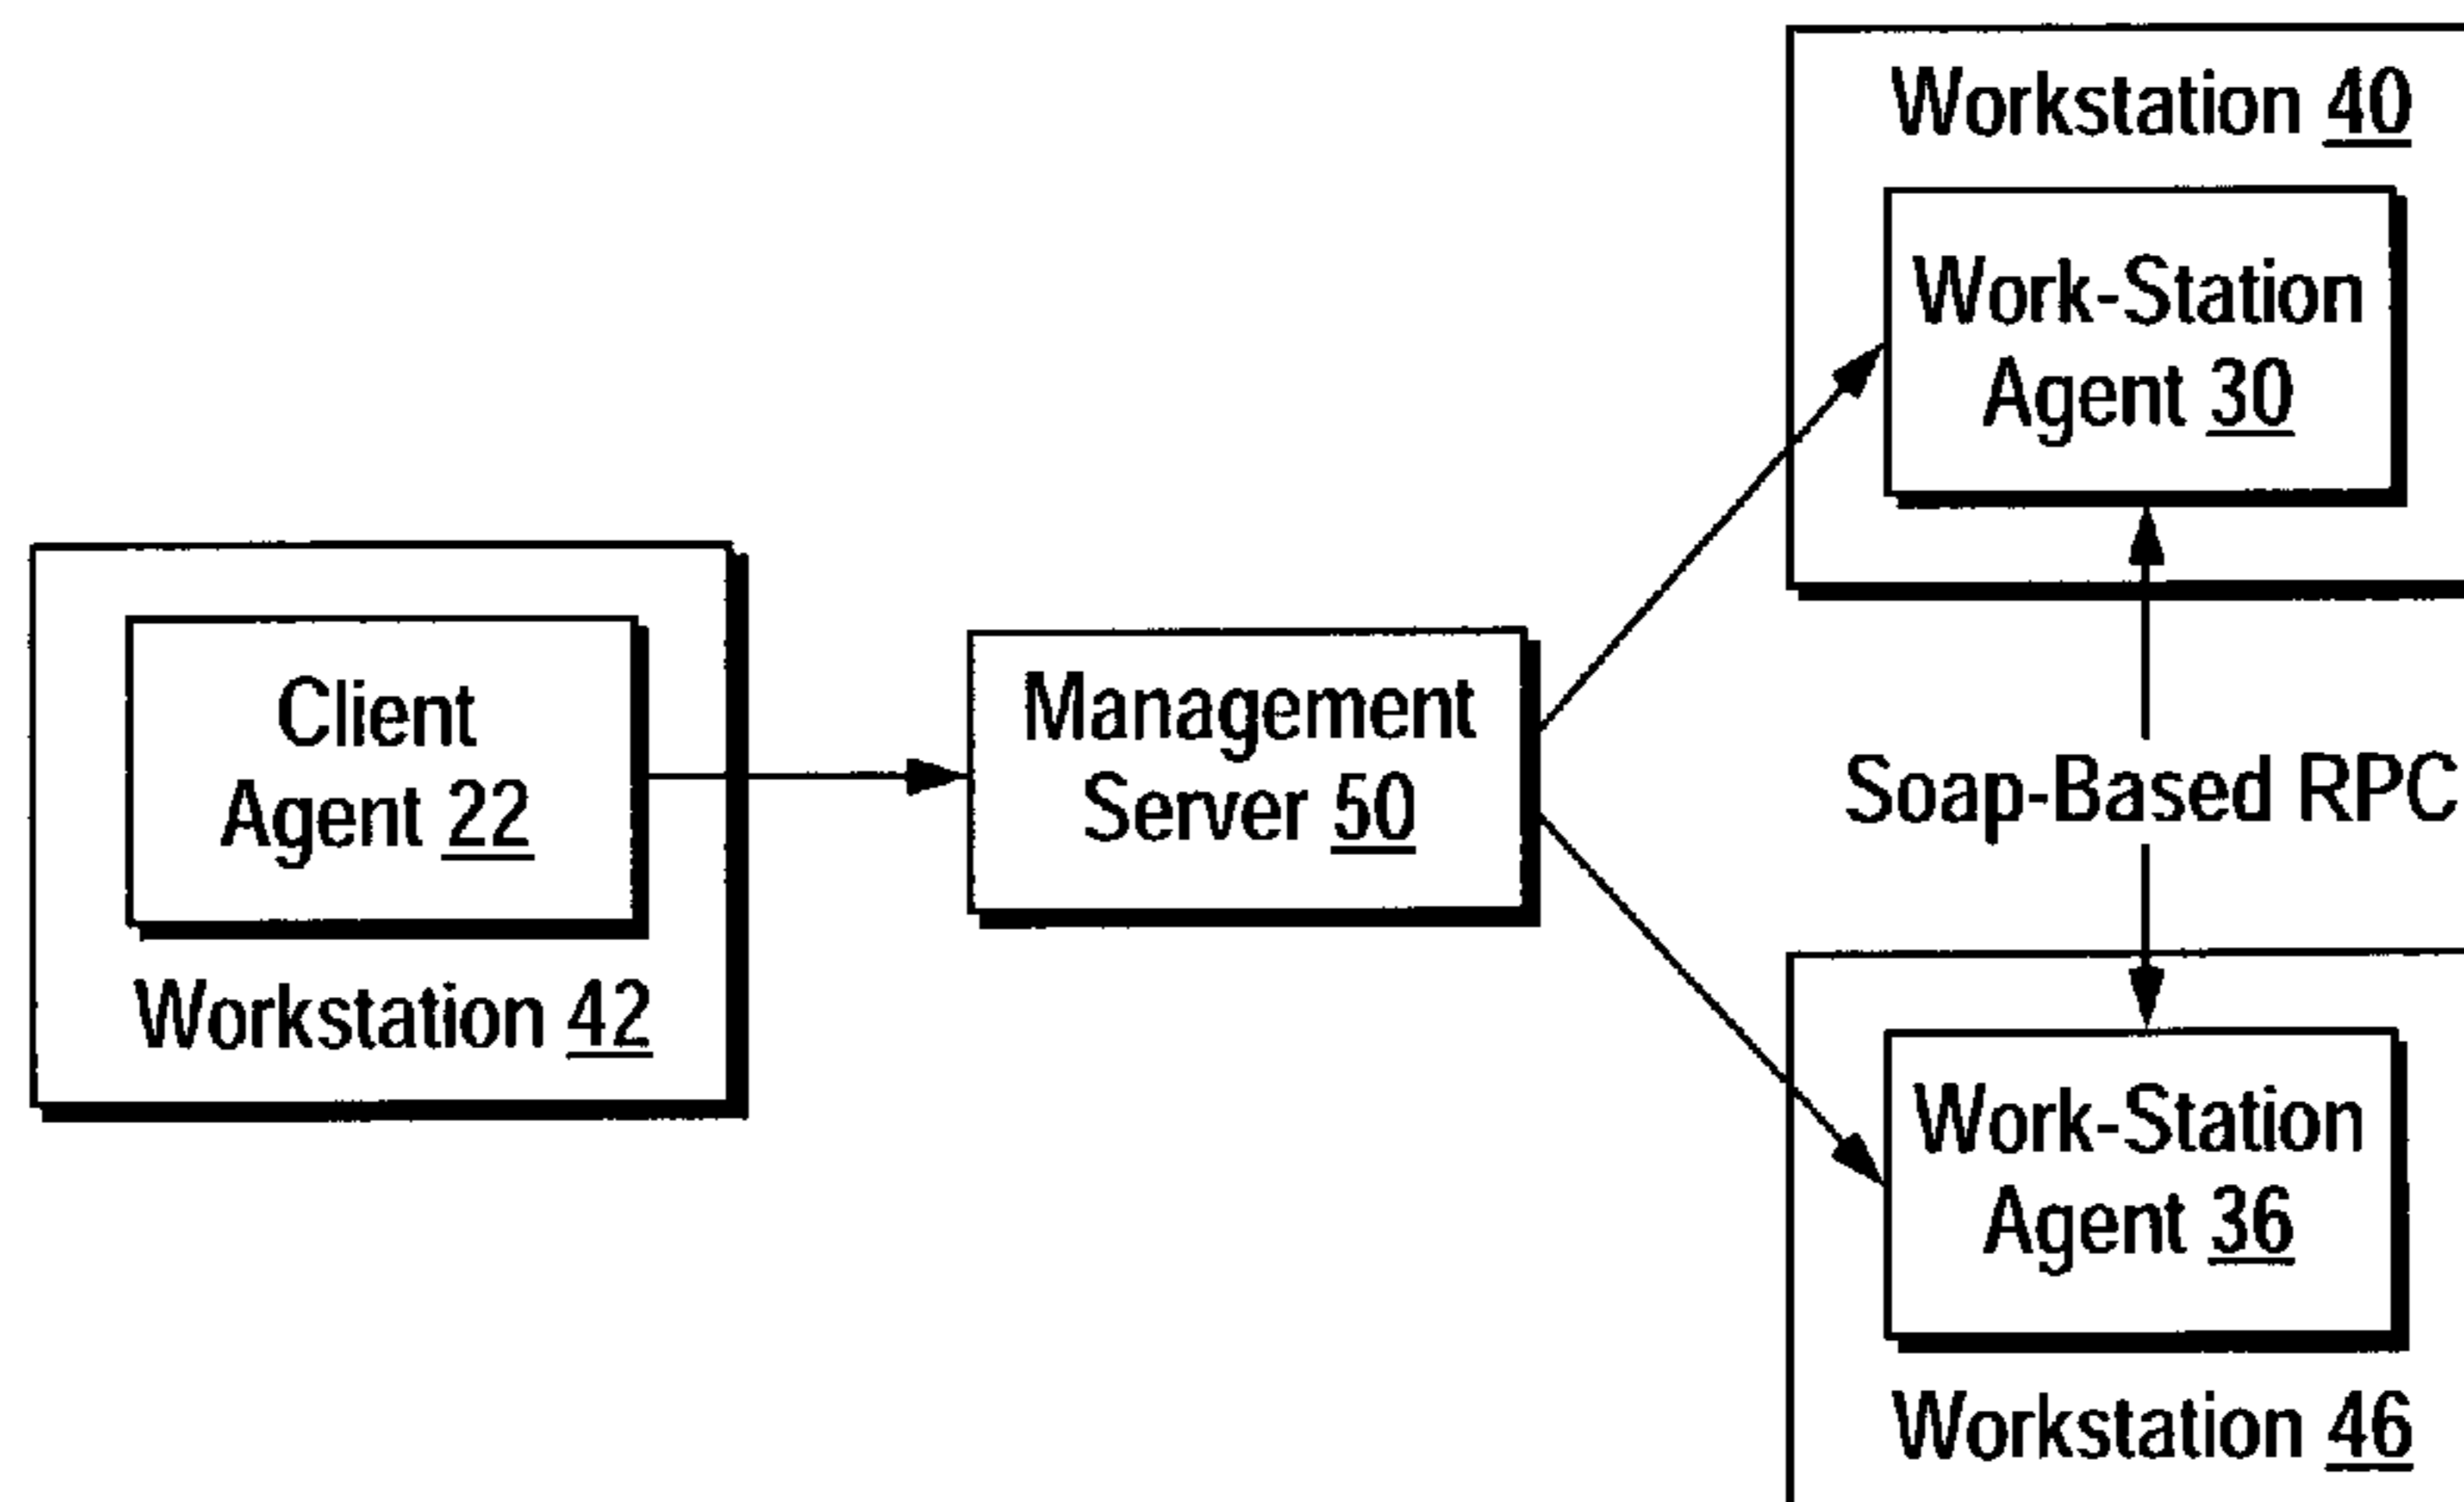 Workstation 40
Work-Station
Agent 30
Client
Agent 22
Workstation 42
Management
Server 50
Soap-Based RPC
Work-Station
Agent 36
Workstation 46